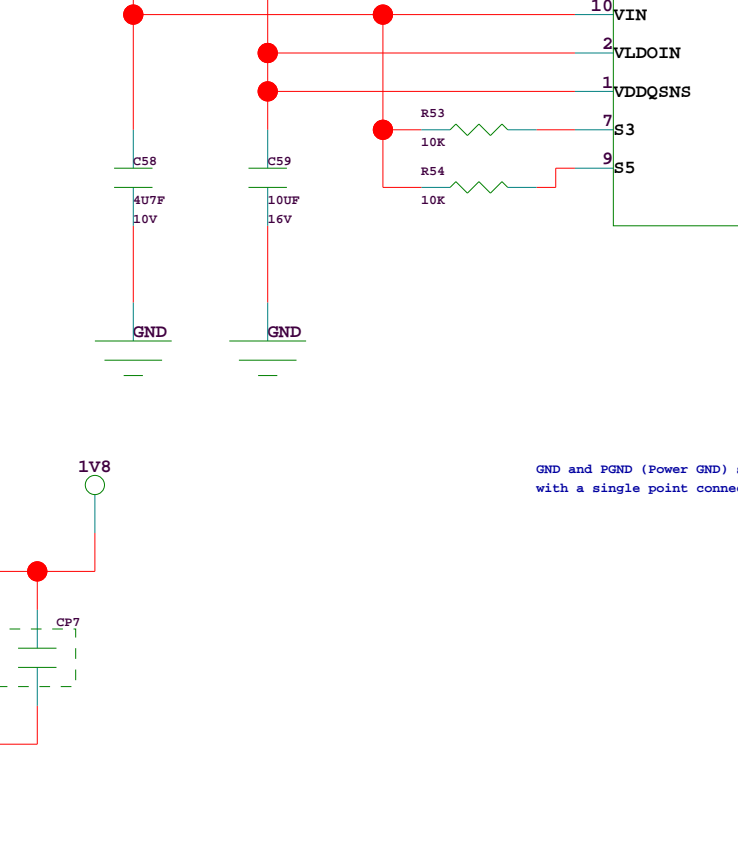 10 VIN
2 VLDOIN
1 VDDQSNS
R53
7 S3
10K
C58
C59
9 S5
R54
4U7F
10UF
10K
10V
16V
GND
GND
1V8
GND and PGND (Power GND)
with a single point
CP7